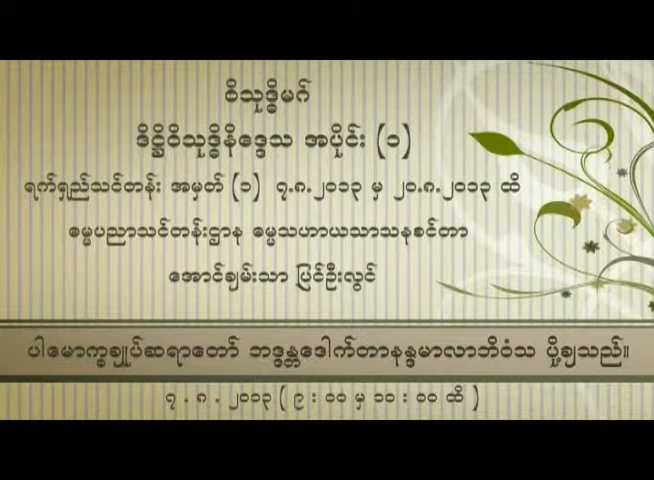 ဝိသုဒ္ဓိမဂ်
ဒိဋ္ဌိဝိသုဒ္ဓိနိဒ္ဒေသ အပိုင်း (၁)
ရက်ရှည်သင်တန်း အမှတ် (၁) ၇.၈.၂၀၁၃ မှ ၂၀.၈.၂၀၁၃ ထိ
ဓမ္မပညာသင်တန်းဌာန ဓမ္မသဟာယသာသနစင်တာ
အောင်ချမ်းသာ ပြင်ဦးလွင်
ပါမောက္ခချုပ်ဆရာတော် ဘဒ္ဒန္တဒေါက်တာနန္ဒမာလာဘိဝံသ ပို့ချသည်။
၇ . ၈ . ၂၀၁၃ ( ၉ : ၀၀ မှ ၁၀ : ၀၀ ထိ )